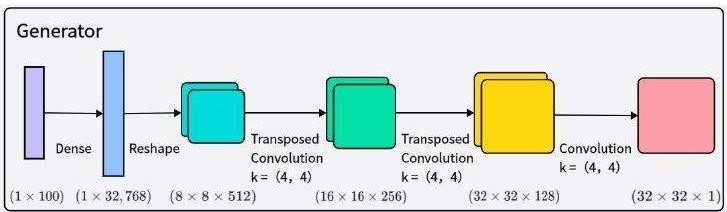 Generator
Dense
Reshape
Transposed
Convolution
k = (4, 4)
Transposed
Convolution
k = (4, 4)
Convolution
k = (4, 4)
(1 × 100) (1 × 32,768) (8 × 8 × 512) (16 × 16 × 256) (32 × 32 × 128) (32 × 32 × 1)